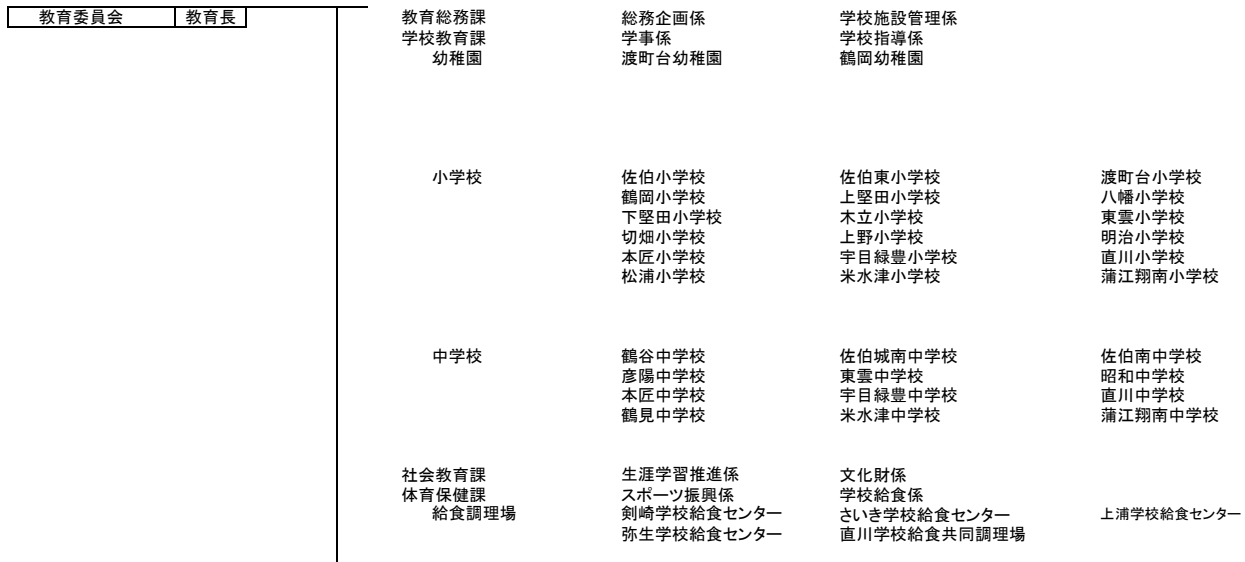 教育委員会 教育長 教育総務課 総務企画係 学校施設管理係
学校教育課 学事係 学校指導係
幼稚園 渡町台幼稚園 鶴岡幼稚園
小学校 佐伯小学校 佐伯東小学校 渡町台小学校
鶴岡小学校 上堅田小学校 八幡小学校
下堅田小学校 木立小学校 東雲小学校
切畑小学校 上野小学校 明治小学校
本匠小学校 宇目緑豊小学校 直川小学校
松浦小学校 米水津小学校 蒲江翔南小学校
中学校 鶴谷中学校 佐伯城南中学校 佐伯南中学校
彦陽中学校 東雲中学校 昭和中学校
本匠中学校 宇目緑豊中学校 直川中学校
鶴見中学校 米水津中学校 蒲江翔南中学校
社会教育課 生涯学習推進係 文化財係
体育保健課 スポーツ振興係 学校給食係
給食調理場 剣崎学校給食センター さいき学校給食センター 上浦学校給食センター
弥生学校給食センター 直川学校給食共同調理場